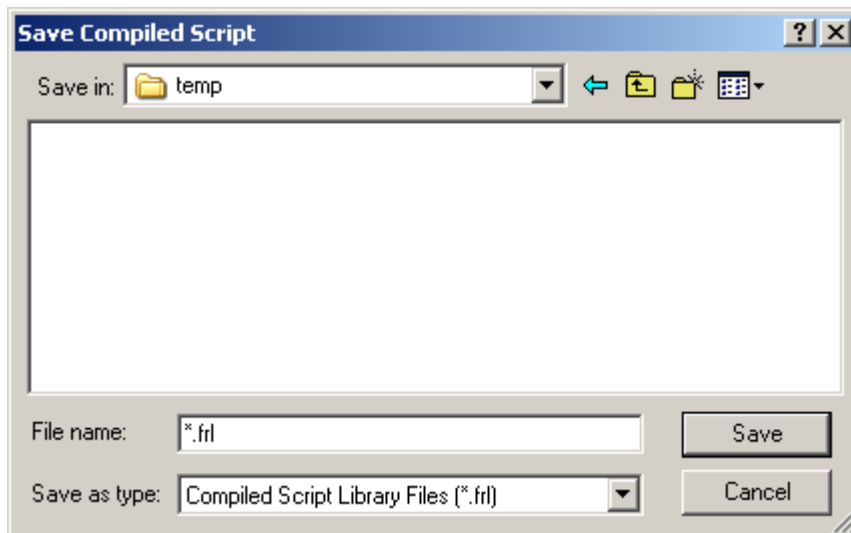 Save Compiled Script
Save in: temp
File name: *.frl Save
Save as type: Compiled Script Library Files (*.frl) Cancel